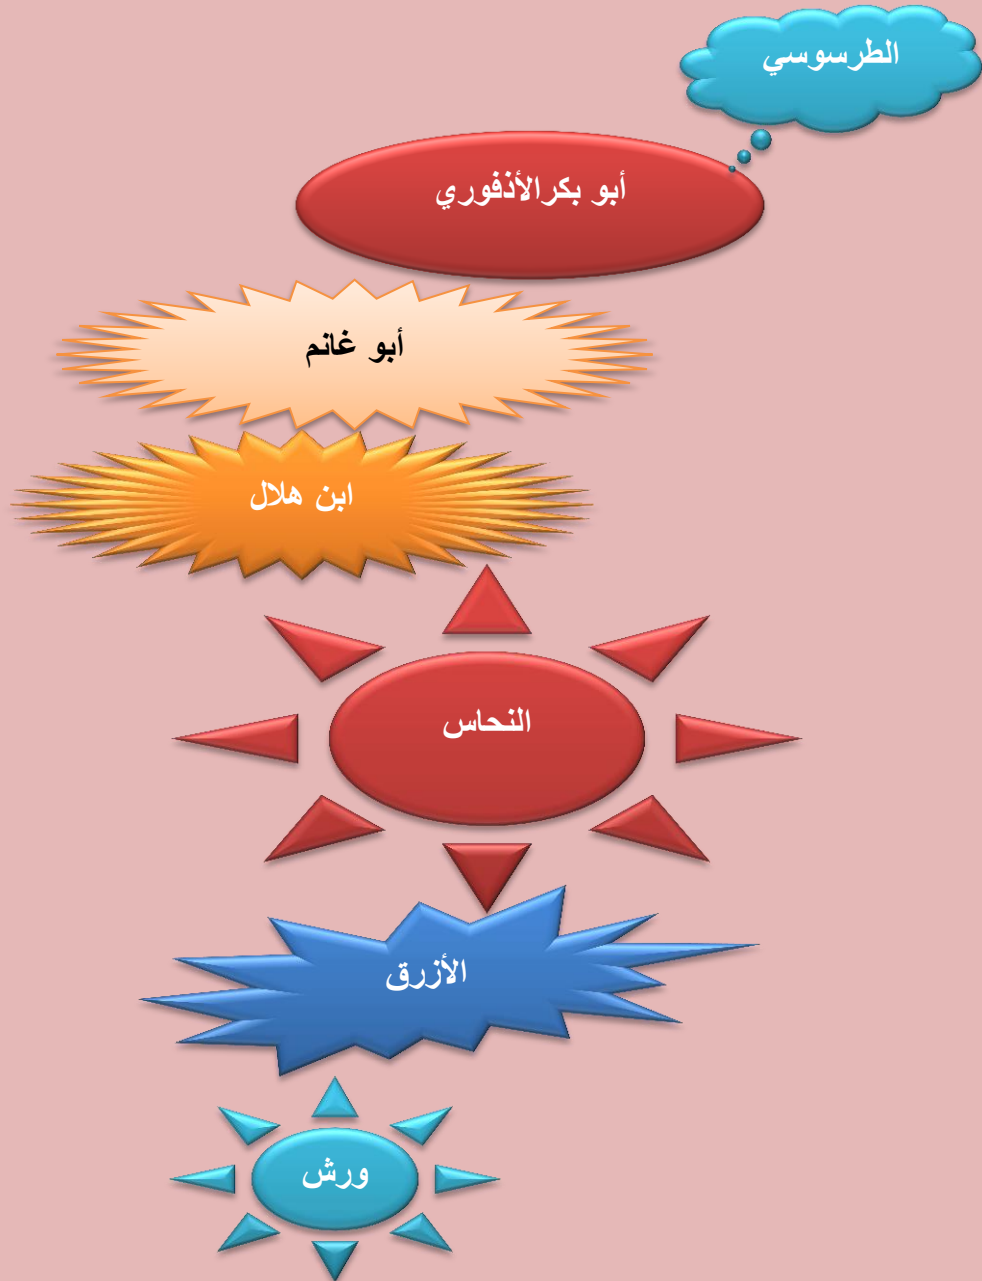 الطرسوسي
أبو بكرالأذفوري
أبو غانم
ابن هلال
النحاس
الأزرق
ورش